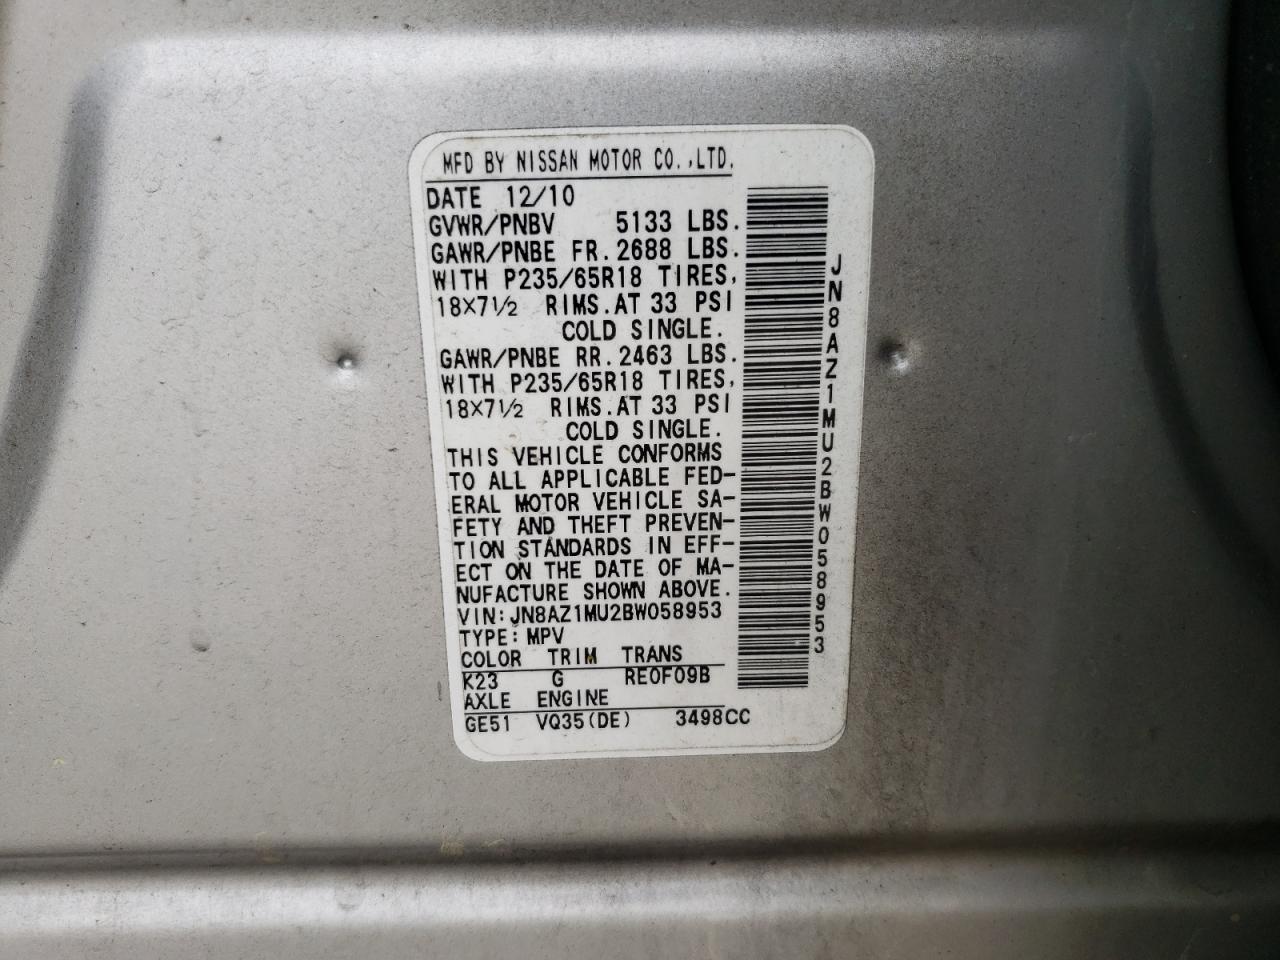 MFD BY NISSAN MOTOR CO.,LTD.
DATE 12/10
GVWR/PNBV 5133 LBS.
GAWR/PNBE FR.2688 LBS.
WITH P235/65R18 TIRES,
18×7½ RIMS.AT 33 PSI
COLD SINGLE.
GAWR/PNBE RR.2463 LBS.
WITH P235/65R18 TIRES,
18×7½ RIMS.AT 33 PSI
COLD SINGLE.
THIS VEHICLE CONFORMS
TO ALL APPLICABLE FED-
ERAL MOTOR VEHICLE SA-
FETY AND THEFT PREVEN-
TION STANDARDS IN EFF-
ECT ON THE DATE OF MA-
NUFACTURE SHOWN ABOVE.
VIN:JN8AZ1MU2BW058953
TYPE:MPV
COLOR TRIM TRANS
K23 G RE0F09B
AXLE ENGINE
GE51 VQ35(DE) 3498CC
JN8AZ1MU2BW058953